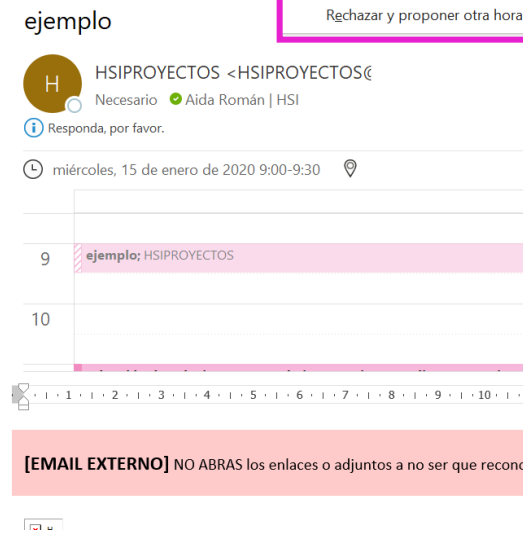 ejemplo
Rechazar y proponer otra hora
H
HSIPROYECTOS <HSIPROYECTOS@
Necesario Aida Román | HSI
Responda, por favor.
miércoles, 15 de enero de 2020 9:00-9:30
9 ejemplo; HSIPROYECTOS
10
1 2 3 4 5 6 7 8 9 10
[EMAIL EXTERNO] NO ABRAS los enlaces o adjuntos a no ser que